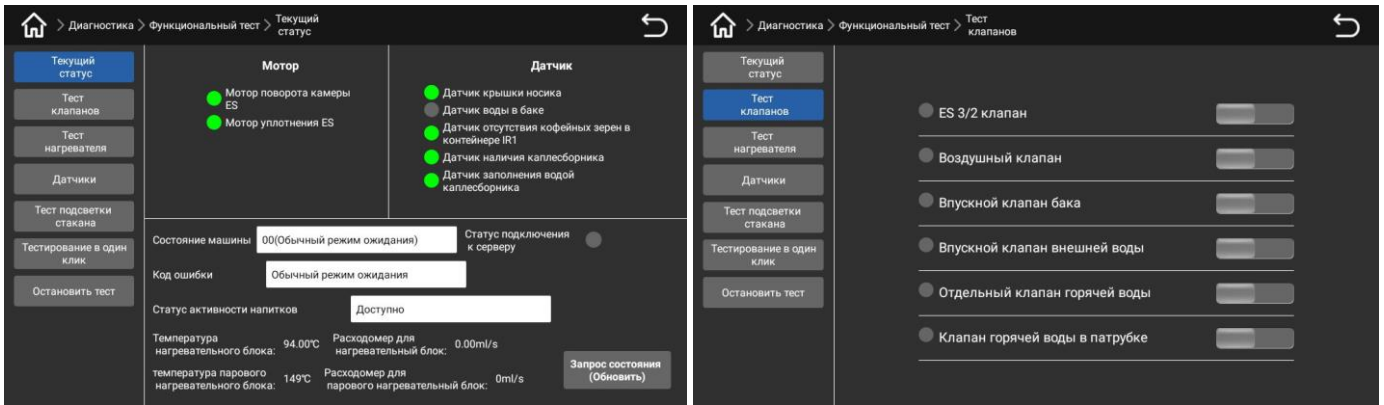 Диагностика
Функциональный тест
Текущий
статус
Текущий
статус
Тест
клапанов
Тест
нагревателя
Датчики
Тест подсветки
стакана
Тестирование в один
клик
Остановить тест
Мотор
Мотор поворота камеры
ES
Мотор уплотнения ES
Датчик
Датчик крышки носика
Датчик воды в баке
Датчик отсутствия кофейных зерен в
контейнере IR1
Датчик наличия каплесборника
Датчик заполнения водой
каплесборника
Состояние машины 00(Обычный режим ожидания)
Статус подключения
к серверу
Код ошибки Обычный режим ожидания
Статус активности напитков Доступно
Температура
нагревательного блока: 94.00℃
Расходомер для
нагревательный блок: 0.00ml/s
температура парового
нагревательного блока: 149℃
Расходомер для
парового нагревательный блок: 0ml/s
Запрос состояния
(Обновить)
Диагностика
Функциональный тест
Тест
клапанов
Текущий
статус
Тест
клапанов
Тест
нагревателя
Датчики
Тест подсветки
стакана
Тестирование в один
клик
Остановить тест
ES 3/2 клапан
Воздушный клапан
Впускной клапан бака
Впускной клапан внешней воды
Отдельный клапан горячей воды
Клапан горячей воды в патрубке